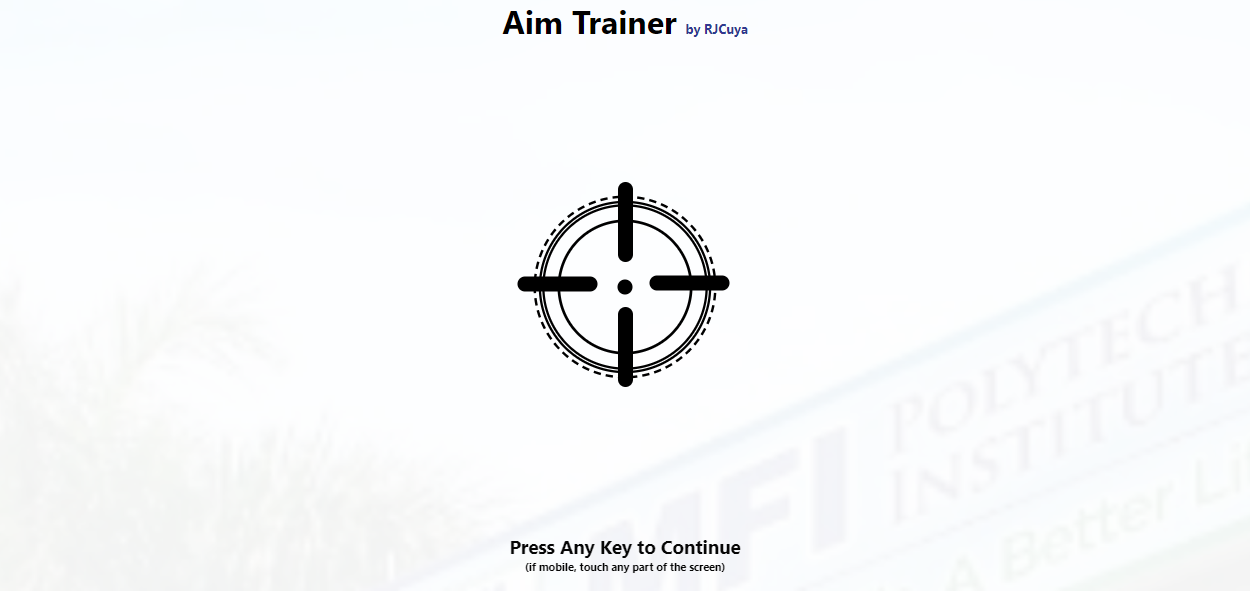 Aim Trainer by RJCuya
POLYTECH
INSTITUTE
MFI
A Better Li
Press Any Key to Continue
(if mobile, touch any part of the screen)